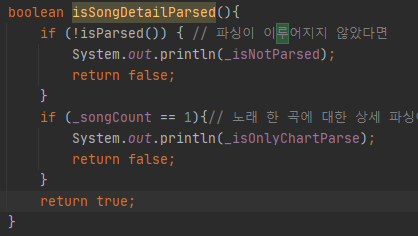 boolean isSongDetailParsed(){
if (!isParsed()) { // 파싱이 이루어지지 않았다면
System.out.println(_isNotParsed);
return false;
}
if (_songCount == 1){// 노래 한 곡에 대한 상세 파싱
System.out.println(_isOnlyChartParse);
return false;
}
return true;
}